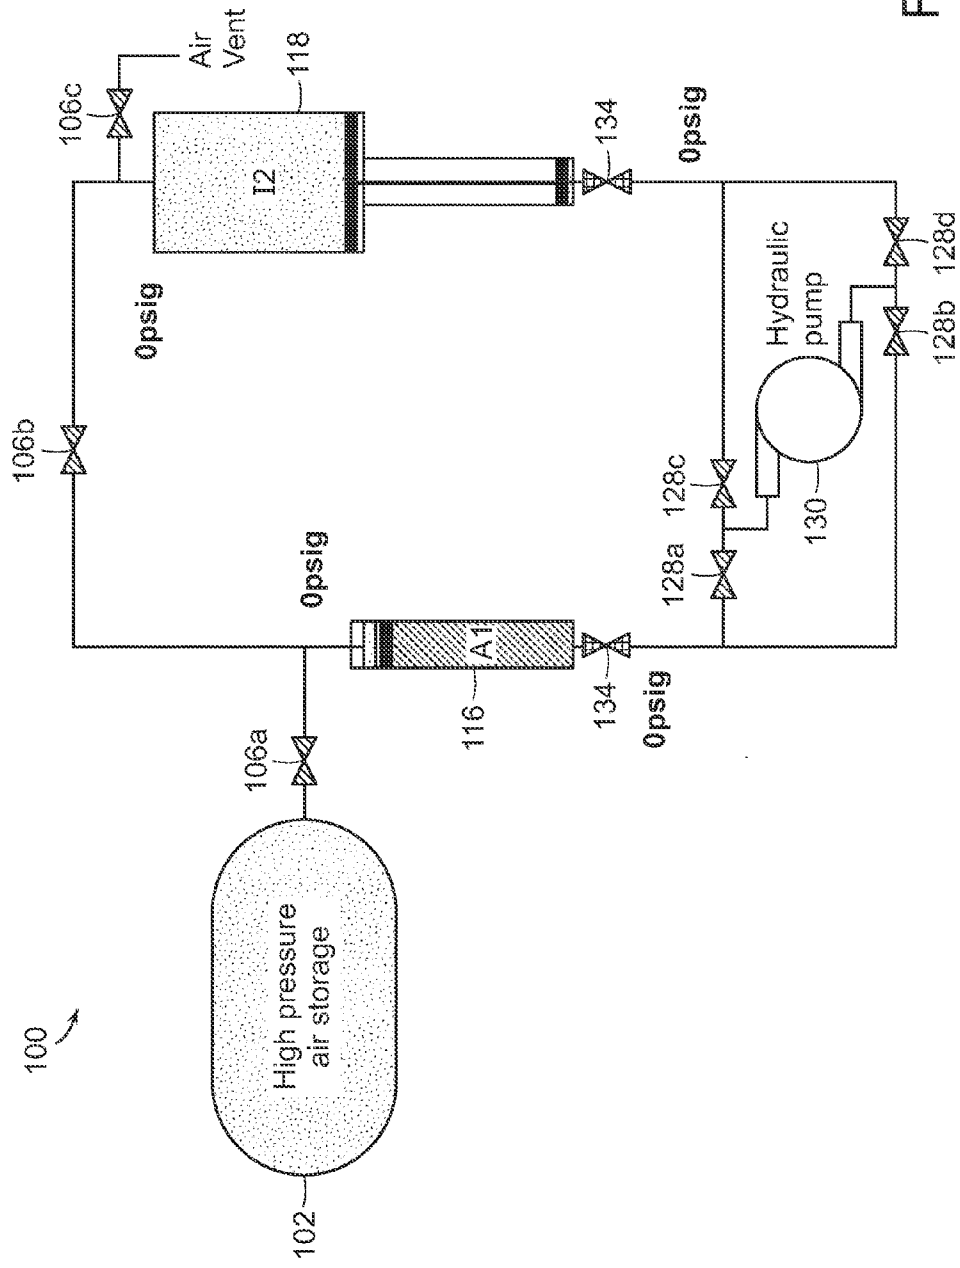 100
106b
106c
Air
Vent
0psig
I2
118
106a
High pressure
air storage
102
0psig
A1
116
134
134
0psig
0psig
128a
128c
Hydraulic
pump
130
128b
128d
F